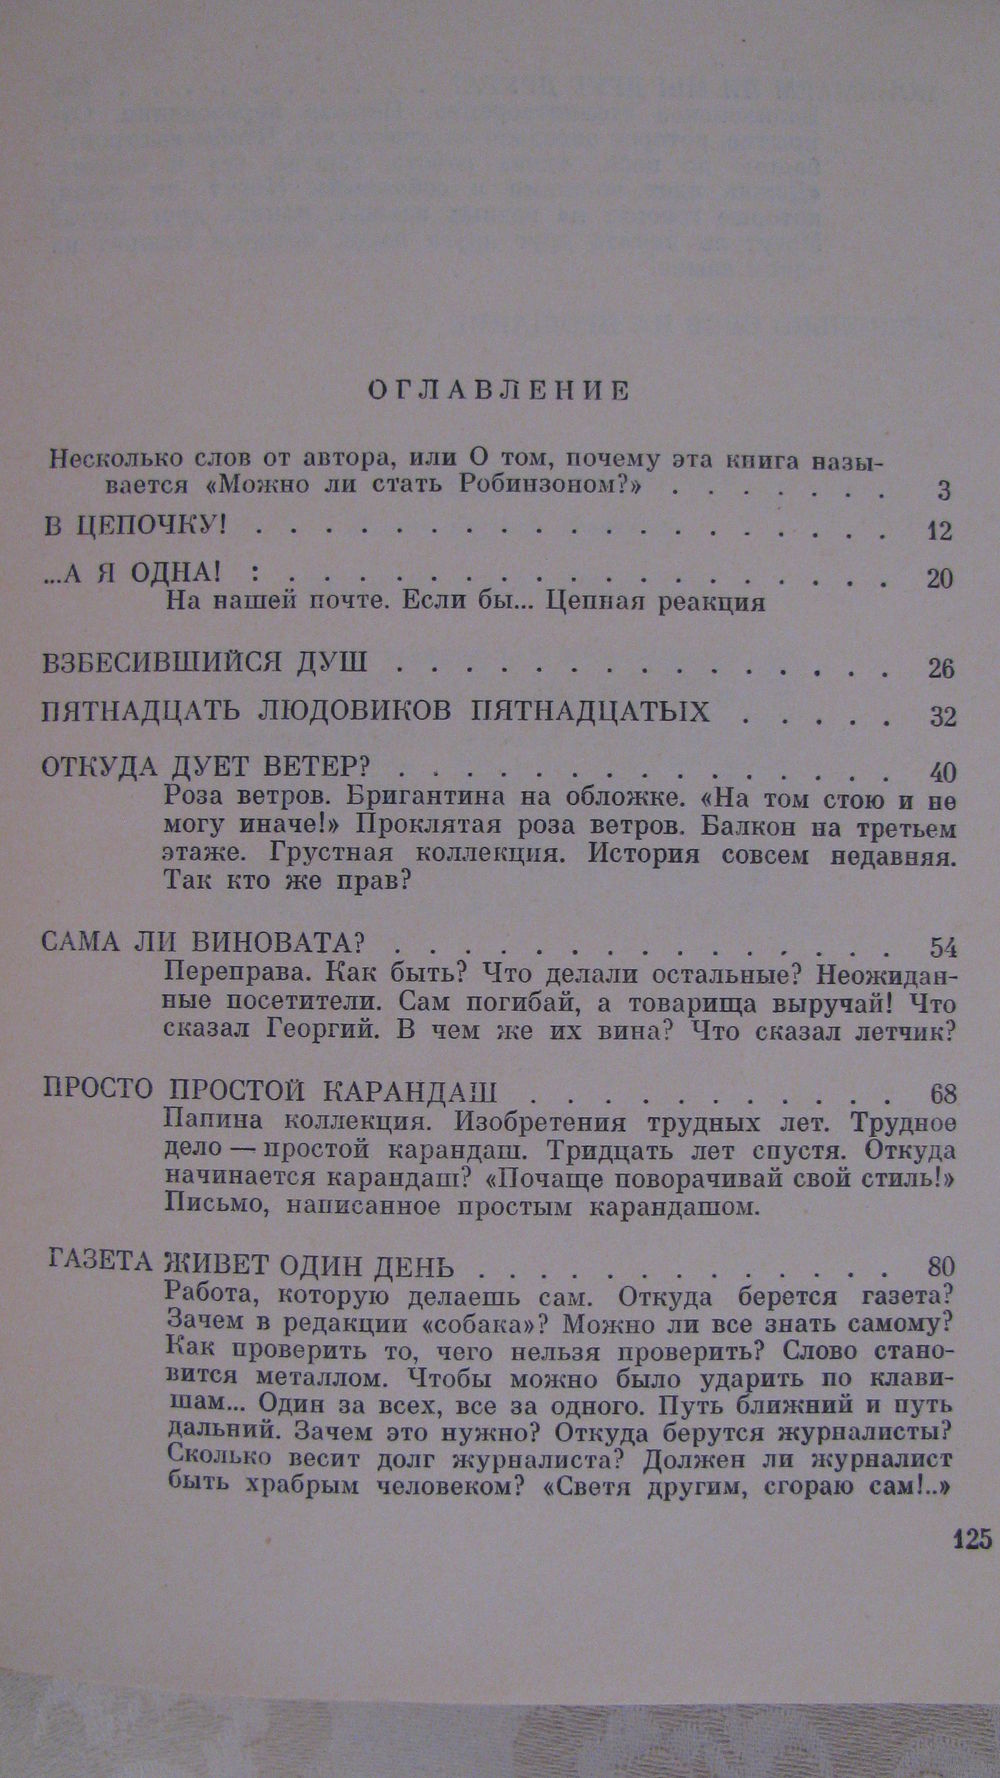 ОГЛАВЛЕНИЕ
Несколько слов от автора, или О том, почему эта книга назы-
вается «Можно ли стать Робинзоном?» . . . . . . . 3
В ЦЕПОЧКУ! . . . . . . . . . . . . . . . . . . 12
...А Я ОДНА! : . . . . . . . . . . . . . . . . . 20
На нашей почте. Если бы... Цепная реакция
ВЗБЕСИВШИЙСЯ ДУШ . . . . . . . . . . . . . . 26
ПЯТНАДЦАТЬ ЛЮДОВИКОВ ПЯТНАДЦАТЫХ . . . . . 32
ОТКУДА ДУЕТ ВЕТЕР? . . . . . . . . . . . . . . 40
Роза ветров. Бригантина на обложке. «На том стою и не
могу иначе!» Проклятая роза ветров. Балкон на третьем
этаже. Грустная коллекция. История совсем недавняя.
Так кто же прав?
САМА ЛИ ВИНОВАТА? . . . . . . . . . . . . . . 54
Переправа. Как быть? Что делали остальные? Неожидан-
ные посетители. Сам погибай, а товарища выручай! Что
сказал Георгий. В чем же их вина? Что сказал летчик?
ПРОСТО ПРОСТОЙ КАРАНДАШ . . . . . . . . . . . 68
Папина коллекция. Изобретения трудных лет. Трудное
дело — простой карандаш. Тридцать лет спустя. Откуда
начинается карандаш? «Почаще поворачивай свой стиль!»
Письмо, написанное простым карандашом.
ГАЗЕТА ЖИВЕТ ОДИН ДЕНЬ . . . . . . . . . . . . 80
Работа, которую делаешь сам. Откуда берется газета?
Зачем в редакции «собака»? Можно ли все знать самому?
Как проверить то, чего нельзя проверить? Слово стано-
вится металлом. Чтобы можно было ударить по клави-
шам... Один за всех, все за одного. Путь ближний и путь
дальний. Зачем это нужно? Откуда берутся журналисты?
Сколько весит долг журналиста? Должен ли журналист
быть храбрым человеком? «Светя другим, сгораю сам!..»
125